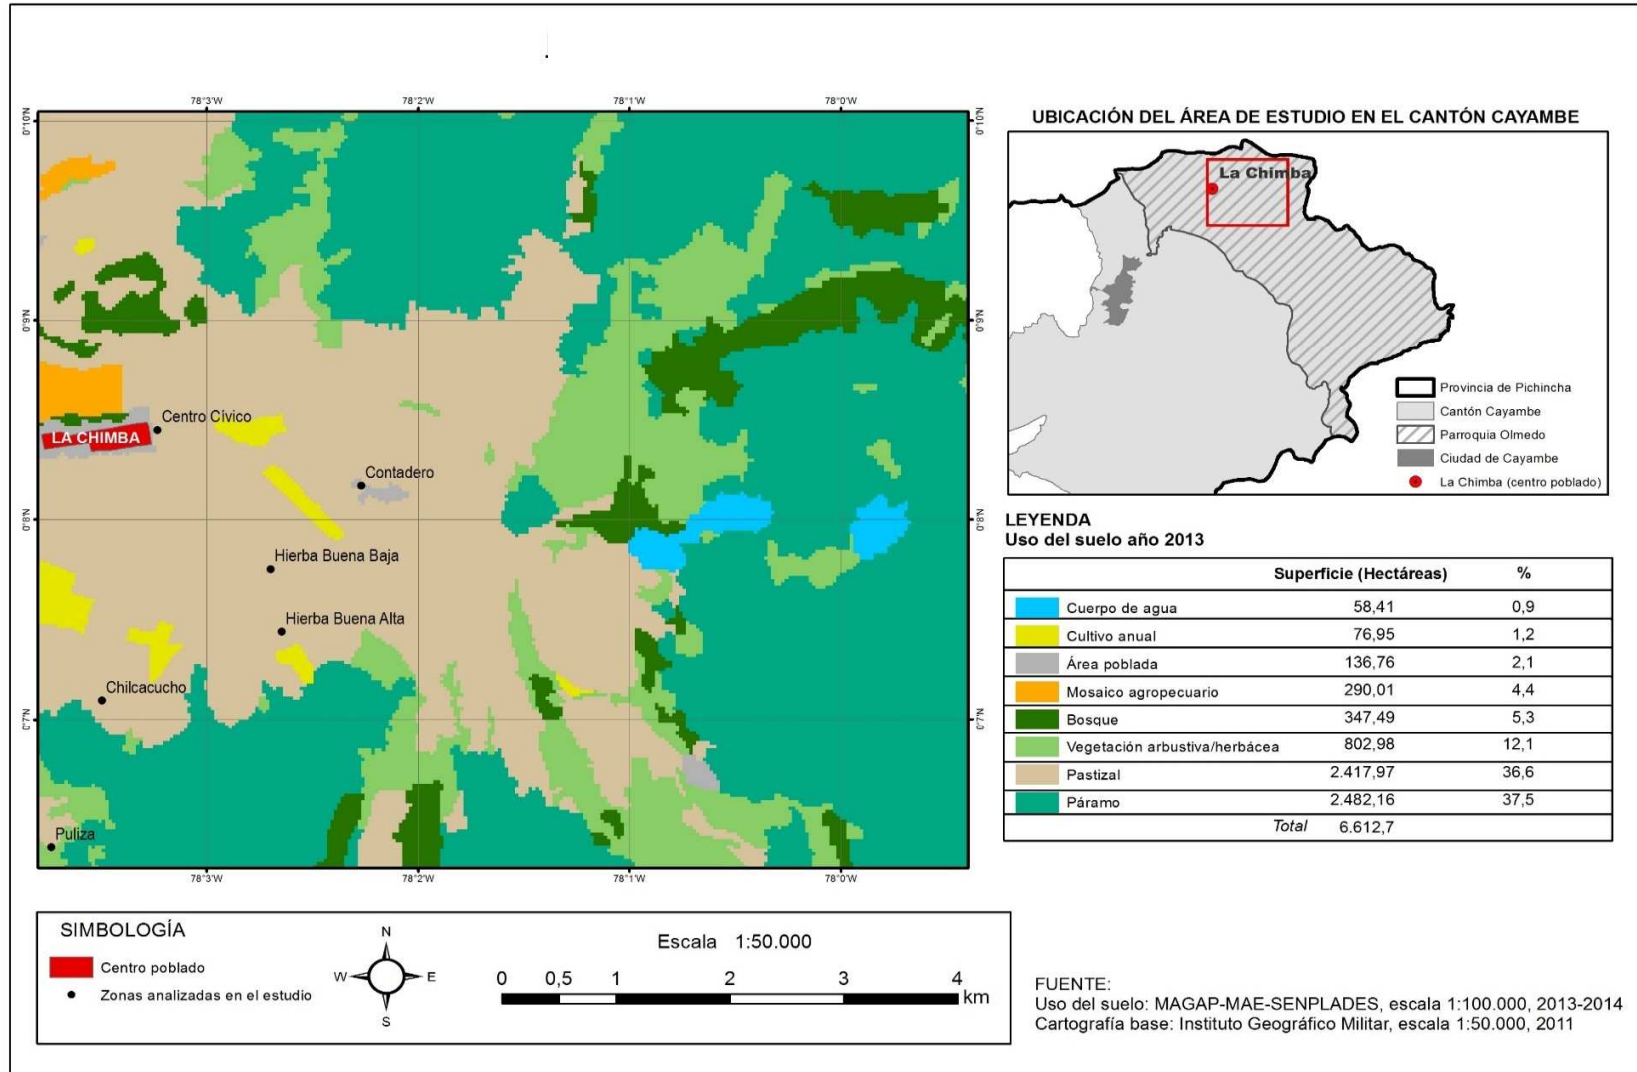 78°3'W 78°2'W 78°1'W 78°0'W
0°10'N 0°10'N
0°9'N 0°9'N
Centro Cívico
LA CHIMBA
Contadero
0°8'N 0°8'N
Hierba Buena Baja
Hierba Buena Alta
Chilcacucho
0°7'N 0°7'N
Puliza
78°3'W 78°2'W 78°1'W 78°0'W
UBICACIÓN DEL ÁREA DE ESTUDIO EN EL CANTÓN CAYAMBE
La Chimba
Provincia de Pichincha
Cantón Cayambe
Parroquia Olmedo
Ciudad de Cayambe
La Chimba (centro poblado)
LEYENDA
Uso del suelo año 2013
Superficie (Hectáreas) %
Cuerpo de agua 58,41 0,9
Cultivo anual 76,95 1,2
Área poblada 136,76 2,1
Mosaico agropecuario 290,01 4,4
Bosque 347,49 5,3
Vegetación arbustiva/herbácea 802,98 12,1
Pastizal 2.417,97 36,6
Páramo 2.482,16 37,5
Total 6.612,7
SIMBOLOGÍA
Centro poblado
Zonas analizadas en el estudio
N
W E
S
Escala 1:50.000
0 0,5 1 2 3 4
km
FUENTE:
Uso del suelo: MAGAP-MAE-SENPLADES, escala 1:100.000, 2013-2014
Cartografía base: Instituto Geográfico Militar, escala 1:50.000, 2011